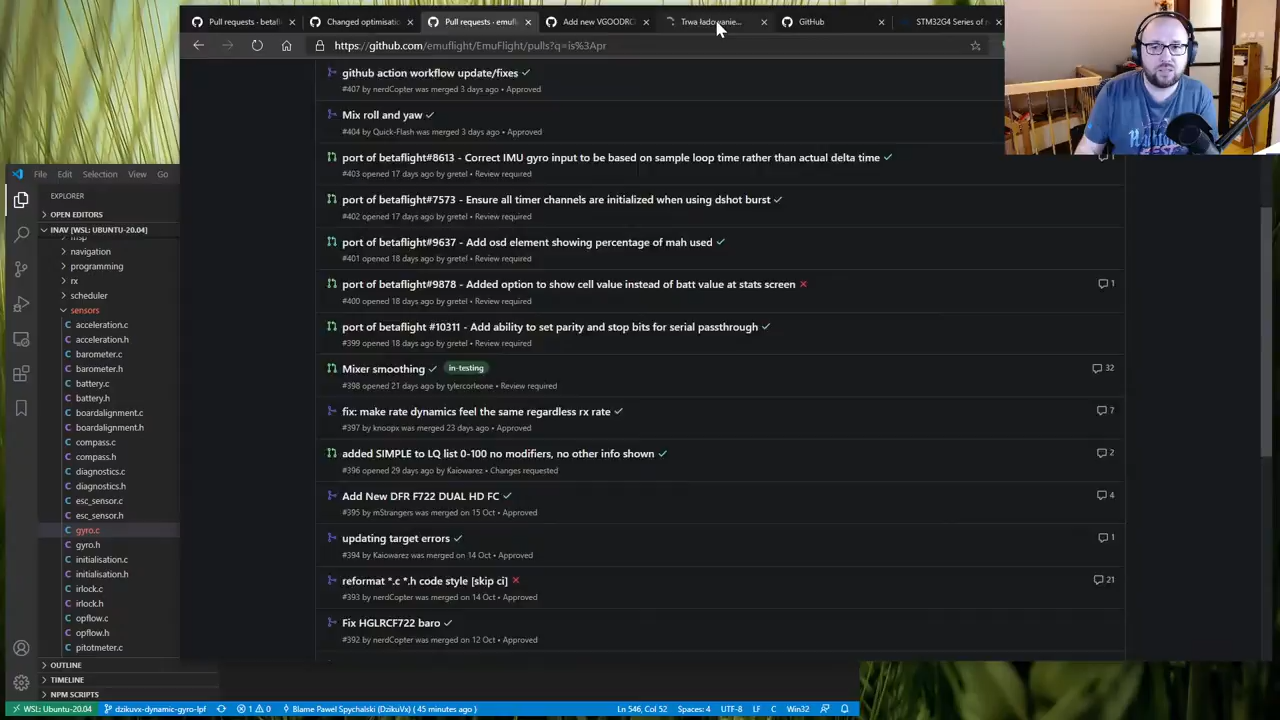 Pull requests · betafl
Changed optimisatic
Pull requests · emufl
Add new VGOODRC
Trwa ładowanie...
GitHub
STM32G4 Series of m
https://github.com/emuflight/EmuFlight/pulls?q=is%3Apr
github action workflow update/fixes
#407 by nerdCopter was merged 3 days ago • Approved
Mix roll and yaw
#404 by Quick-Flash was merged 3 days ago • Approved
port of betaflight#8613 - Correct IMU gyro input to be based on sample loop time rather than actual delta time
1
#403 opened 17 days ago by gretel • Review required
port of betaflight#7573 - Ensure all timer channels are initialized when using dshot burst
#402 opened 17 days ago by gretel • Review required
port of betaflight#9637 - Add osd element showing percentage of mah used
#401 opened 18 days ago by gretel • Review required
port of betaflight#9878 - Added option to show cell value instead of batt value at stats screen
1
#400 opened 18 days ago by gretel • Review required
port of betaflight #10311 - Add ability to set parity and stop bits for serial passthrough
#399 opened 18 days ago by gretel • Review required
Mixer smoothing in-testing
32
#398 opened 21 days ago by tylercorleone • Review required
fix: make rate dynamics feel the same regardless rx rate
7
#397 by knoopx was merged 23 days ago • Approved
added SIMPLE to LQ list 0-100 no modifiers, no other info shown
2
#396 opened 29 days ago by Kaiowarez • Changes requested
Add New DFR F722 DUAL HD FC
4
#395 by mStrangers was merged on 15 Oct • Approved
updating target errors
1
#394 by Kaiowarez was merged on 14 Oct • Approved
reformat *.c *.h code style [skip ci]
21
#393 by nerdCopter was merged on 14 Oct • Approved
Fix HGLRCF722 baro
#392 by nerdCopter was merged on 12 Oct • Approved
File Edit Selection View Go
EXPLORER
OPEN EDITORS
INAV [WSL: UBUNTU-20.04]
msp
navigation
programming
rx
scheduler
sensors
acceleration.c
acceleration.h
barometer.c
barometer.h
battery.c
battery.h
boardalignment.c
boardalignment.h
compass.c
compass.h
diagnostics.c
diagnostics.h
esc_sensor.c
esc_sensor.h
gyro.c
gyro.h
initialisation.c
initialisation.h
irlock.c
irlock.h
opflow.c
opflow.h
pitotmeter.c
OUTLINE
TIMELINE
NPM SCRIPTS
WSL: Ubuntu-20.04 dzikuvx-dynamic-gyro-lpf 1 0 Blame Paweł Spychalski (DzikuVx) ( 45 minutes ago ) Ln 546, Col 52 Spaces: 4 UTF-8 LF C Win32